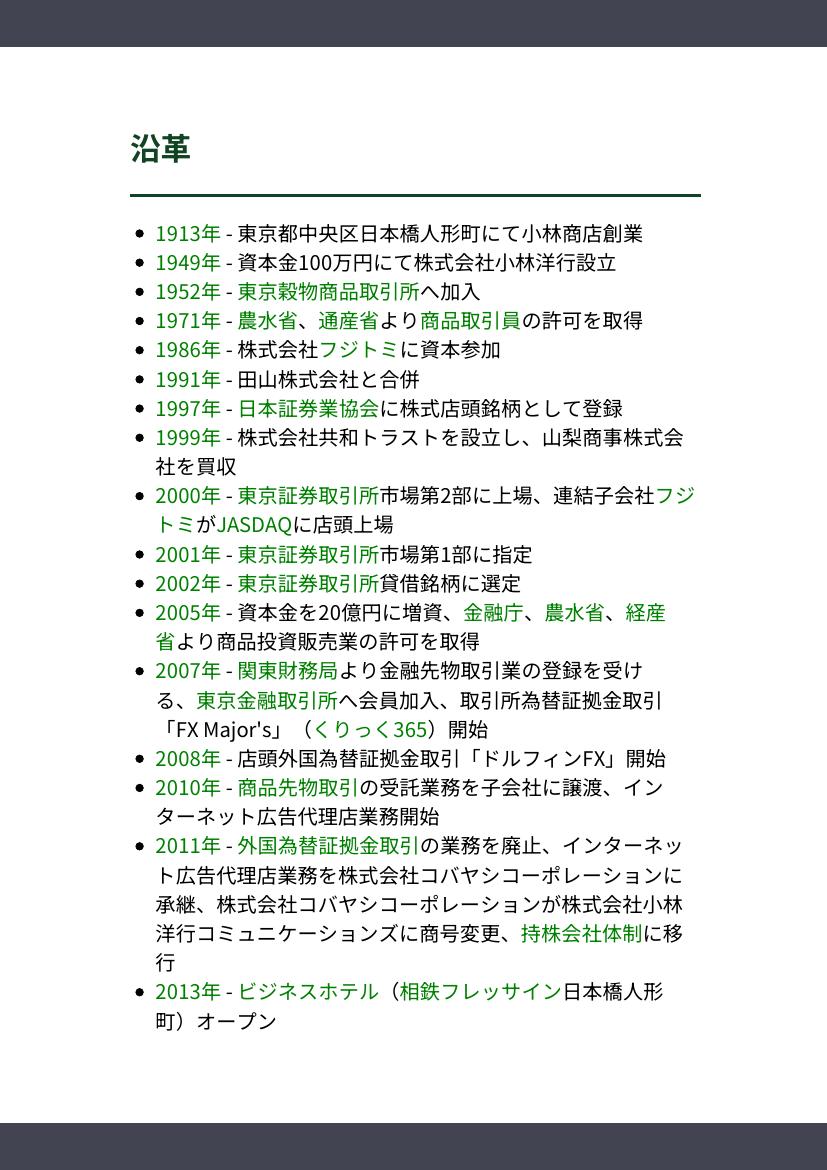 沿革
1913年 - 東京都中央区日本橋人形町にて小林商店創業
1949年 - 資本金100万円にて株式会社小林洋行設立
1952年 - 東京穀物商品取引所へ加入
1971年 - 農水省、通産省より商品取引員の許可を取得
1986年 - 株式会社フジトミに資本参加
1991年 - 田山株式会社と合併
1997年 - 日本証券業協会に株式店頭銘柄として登録
1999年 - 株式会社共和トラストを設立し、山梨商事株式会
社を買収
2000年 - 東京証券取引所市場第2部に上場、連結子会社フジ
トミがJASDAQに店頭上場
2001年 - 東京証券取引所市場第1部に指定
2002年 - 東京証券取引所貸借銘柄に選定
2005年 - 資本金を20億円に増資、金融庁、農水省、経産
省より商品投資販売業の許可を取得
2007年 - 関東財務局より金融先物取引業の登録を受け
る、東京金融取引所へ会員加入、取引所為替証拠金取引
「FX Major's」（くりっく365）開始
2008年 - 店頭外国為替証拠金取引「ドルフィンFX」開始
2010年 - 商品先物取引の受託業務を子会社に譲渡、イン
ターネット広告代理店業務開始
2011年 - 外国為替証拠金取引の業務を廃止、インターネッ
ト広告代理店業務を株式会社コバヤシコーポレーションに
承継、株式会社コバヤシコーポレーションが株式会社小林
洋行コミュニケーションズに商号変更、持株会社体制に移
行
2013年 - ビジネスホテル（相鉄フレッサイン日本橋人形
町）オープン